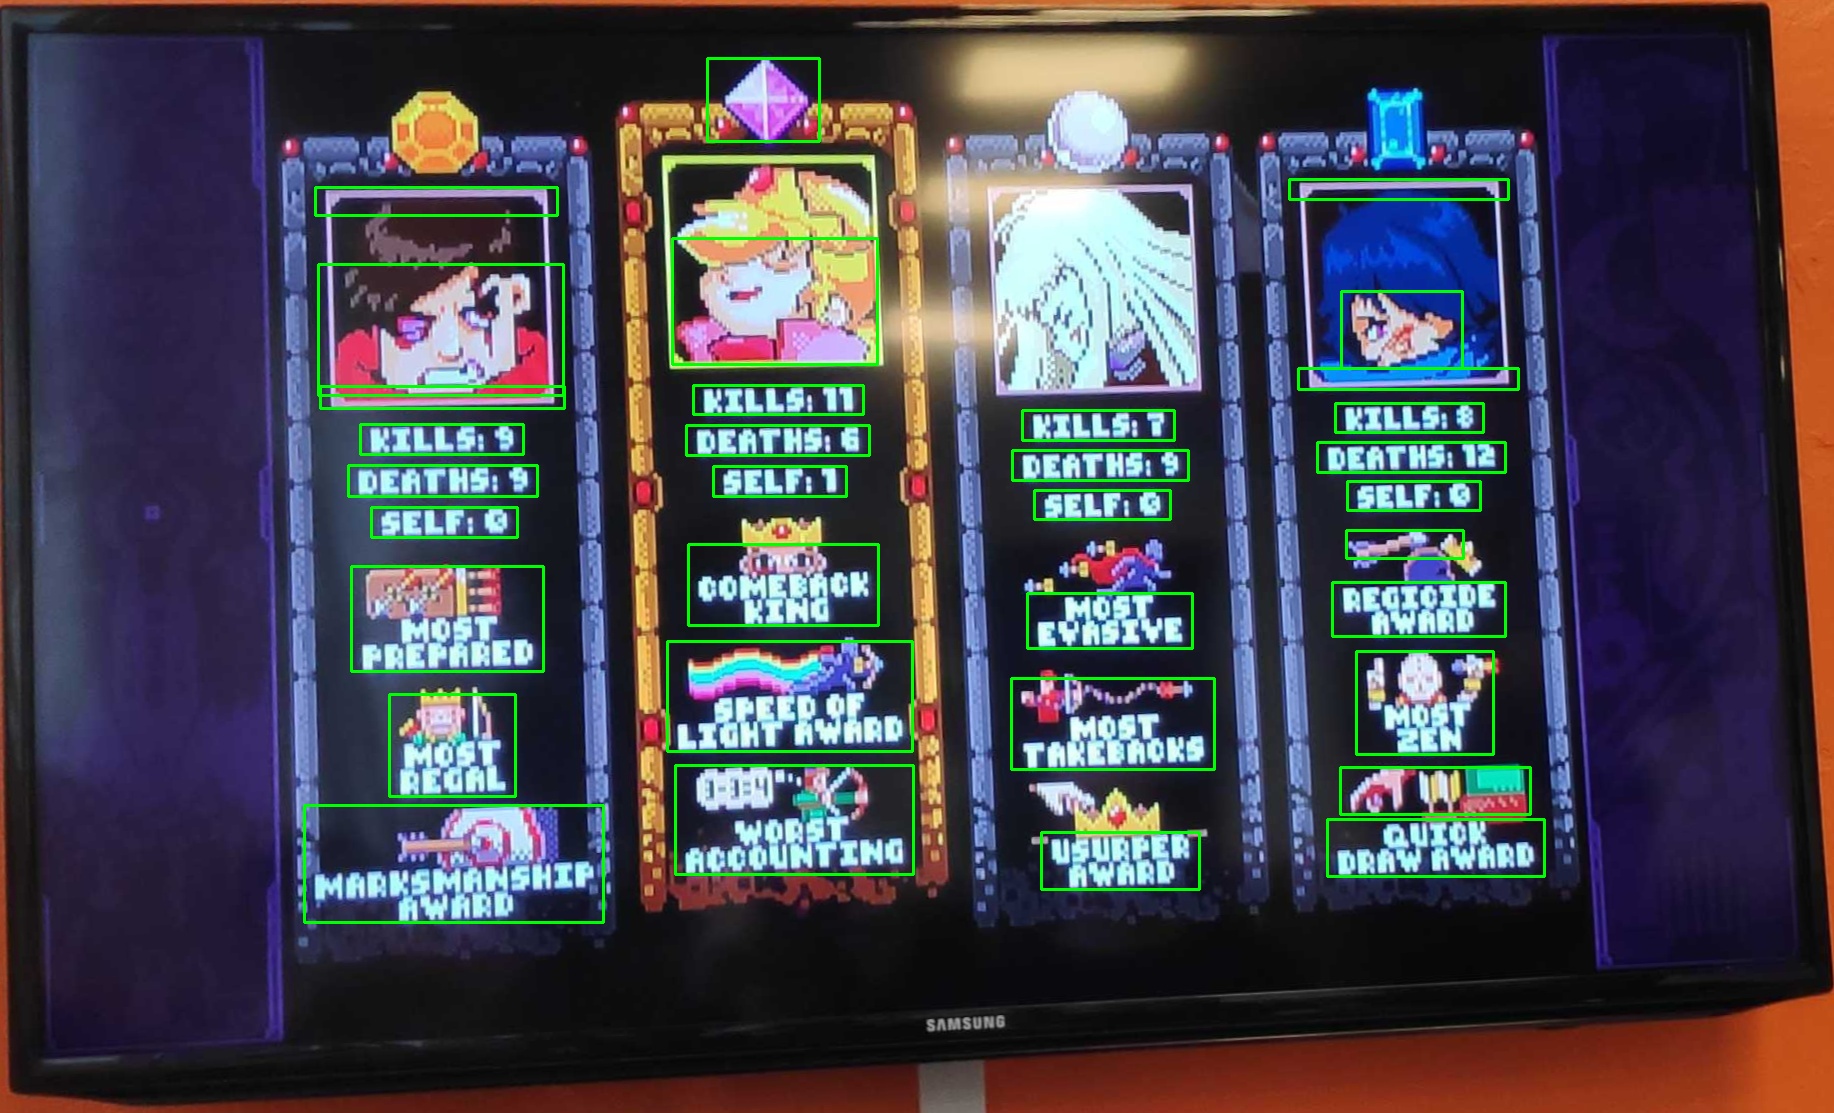 KILLS: 9
DEATHS: 9
SELF: 0
MOST
PREPARED
MOST
REGAL
MARKSMANSHIP
AWARD
KILLS: 11
DEATHS: 6
SELF: 1
COMEBACK
KING
SPEED OF
LIGHT AWARD
WORST
ACCOUNTING
KILLS: 7
DEATHS: 9
SELF: 0
MOST
EVASIVE
MOST
TAKEBACKS
USURPER
AWARD
KILLS: 8
DEATHS: 12
SELF: 0
REGICIDE
AWARD
MOST
ZEN
QUICK
DRAW AWARD
SAMSUNG